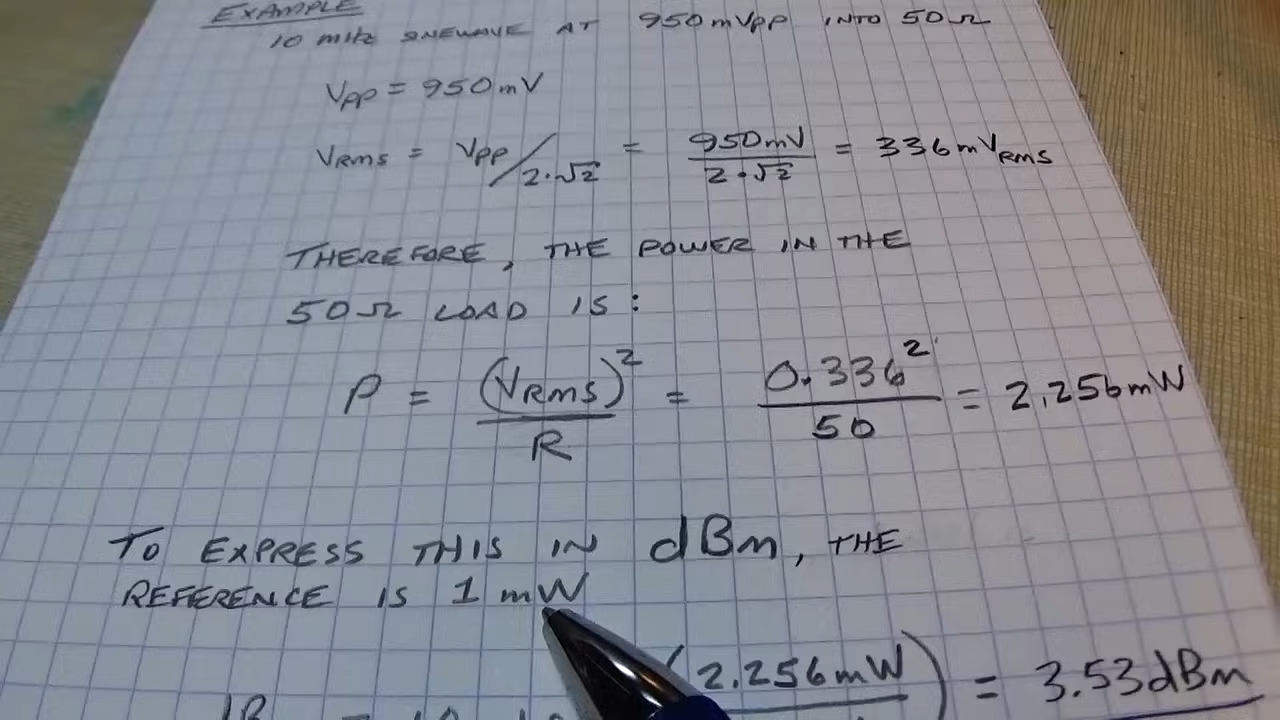 EXAMPLE
10 MHz SINEWAVE AT 950mVpp INTO 50Ω
Vpp = 950mV
VRMS = Vpp/2·√2 = 950mV/2·√2 = 336mVRMS
THEREFORE, THE POWER IN THE
50Ω LOAD IS:
P = (VRMS)²/R = 0.336²/50 = 2.256mW
TO EXPRESS THIS IN dBm, THE
REFERENCE IS 1 mW
(2.256mW) = 3.53dBm